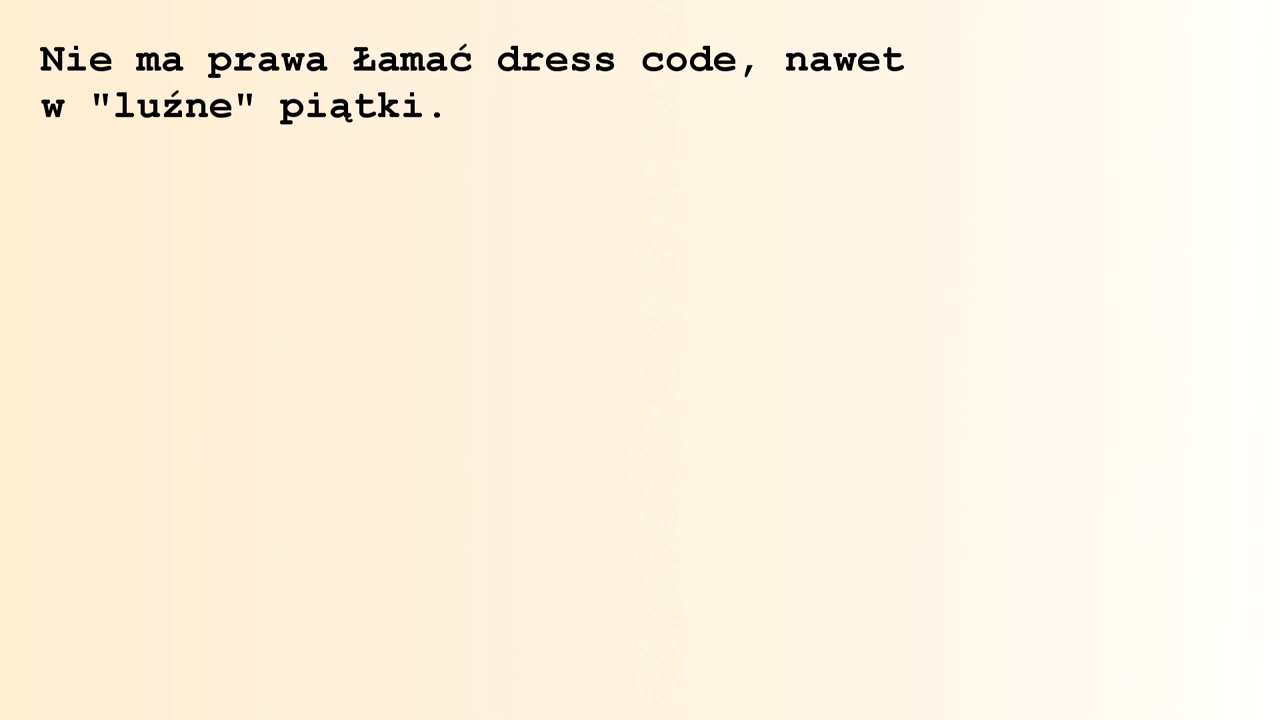 Nie ma prawa Łamać dress code, nawet
w "luźne" piątki.